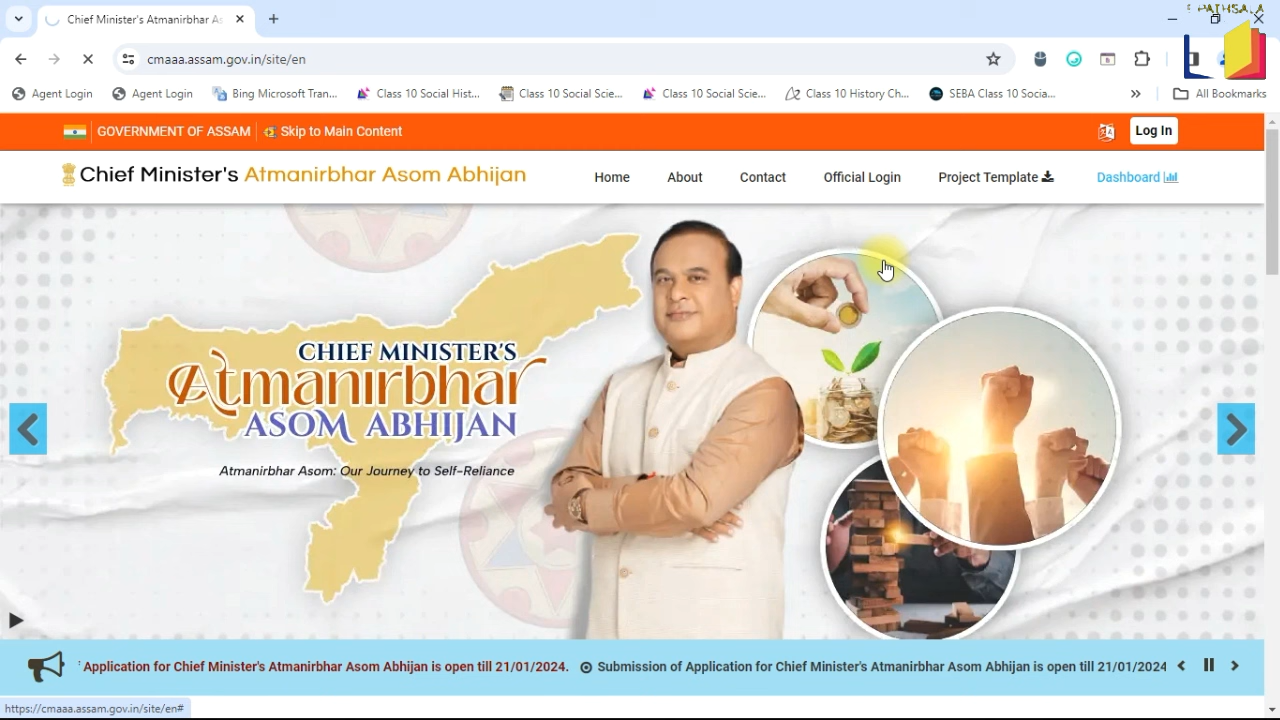 Chief Minister's Atmanirbhar As
PATHSALA
cmaaa.assam.gov.in/site/en
Agent Login
Agent Login
Bing Microsoft Tran...
Class 10 Social Hist...
Class 10 Social Scie...
Class 10 Social Scie...
Class 10 History Ch...
SEBA Class 10 Socia...
All Bookmarks
GOVERNMENT OF ASSAM
Skip to Main Content
Log In
Chief Minister's Atmanirbhar Asom Abhijan
Home
About
Contact
Official Login
Project Template
Dashboard
CHIEF MINISTER'S
Atmanirbhar
ASOM ABHIJAN
Atmanirbhar Asom: Our Journey to Self-Reliance
Application for Chief Minister's Atmanirbhar Asom Abhijan is open till 21/01/2024.
Submission of Application for Chief Minister's Atmanirbhar Asom Abhijan is open till 21/01/2024
https://cmaaa.assam.gov.in/site/en#